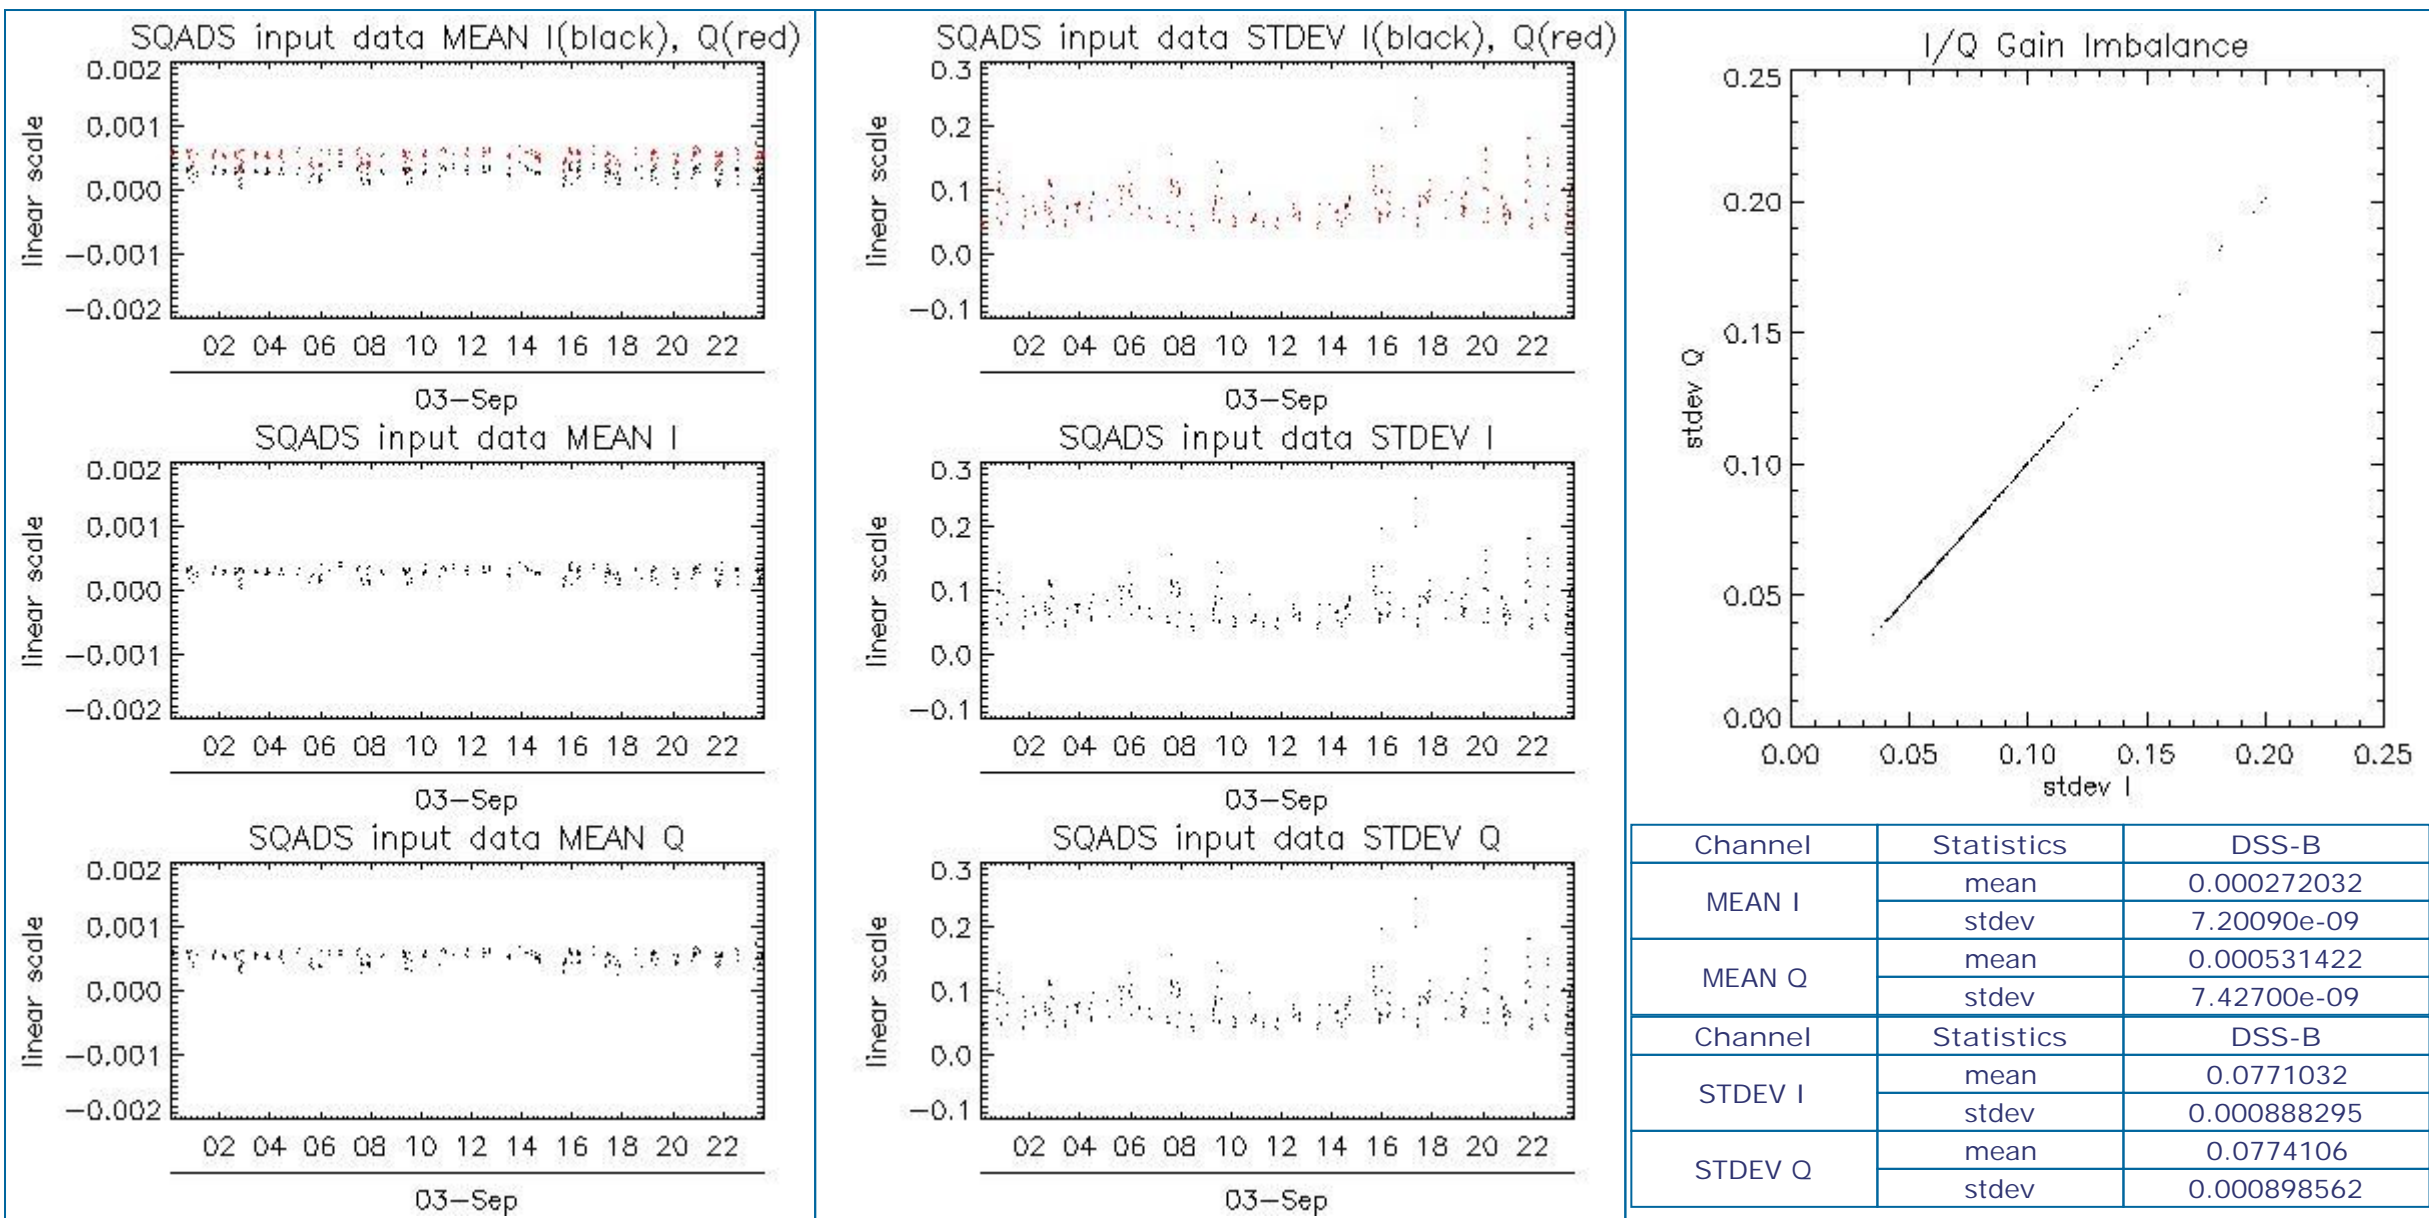 SQADS input data MEAN I(black), Q(red)
0.002
0.001
0.000
−0.001
−0.002
linear scale
02 04 06 08 10 12 14 16 18 20 22
03−Sep
SQADS input data MEAN I
0.002
0.001
0.000
−0.001
−0.002
linear scale
02 04 06 08 10 12 14 16 18 20 22
03−Sep
SQADS input data MEAN Q
0.002
0.001
0.000
−0.001
−0.002
linear scale
02 04 06 08 10 12 14 16 18 20 22
03−Sep
SQADS input data STDEV I(black), Q(red)
0.3
0.2
0.1
0.0
−0.1
linear scale
02 04 06 08 10 12 14 16 18 20 22
03−Sep
SQADS input data STDEV I
0.3
0.2
0.1
0.0
−0.1
linear scale
02 04 06 08 10 12 14 16 18 20 22
03−Sep
SQADS input data STDEV Q
0.3
0.2
0.1
0.0
−0.1
linear scale
02 04 06 08 10 12 14 16 18 20 22
03−Sep
I/Q Gain Imbalance
0.25
0.20
0.15
0.10
0.05
0.00
stdev Q
0.00 0.05 0.10 0.15 0.20 0.25
stdev I
Channel Statistics DSS-B
MEAN I mean 0.000272032
stdev 7.20090e-09
MEAN Q mean 0.000531422
stdev 7.42700e-09
Channel Statistics DSS-B
STDEV I mean 0.0771032
stdev 0.000888295
STDEV Q mean 0.0774106
stdev 0.000898562